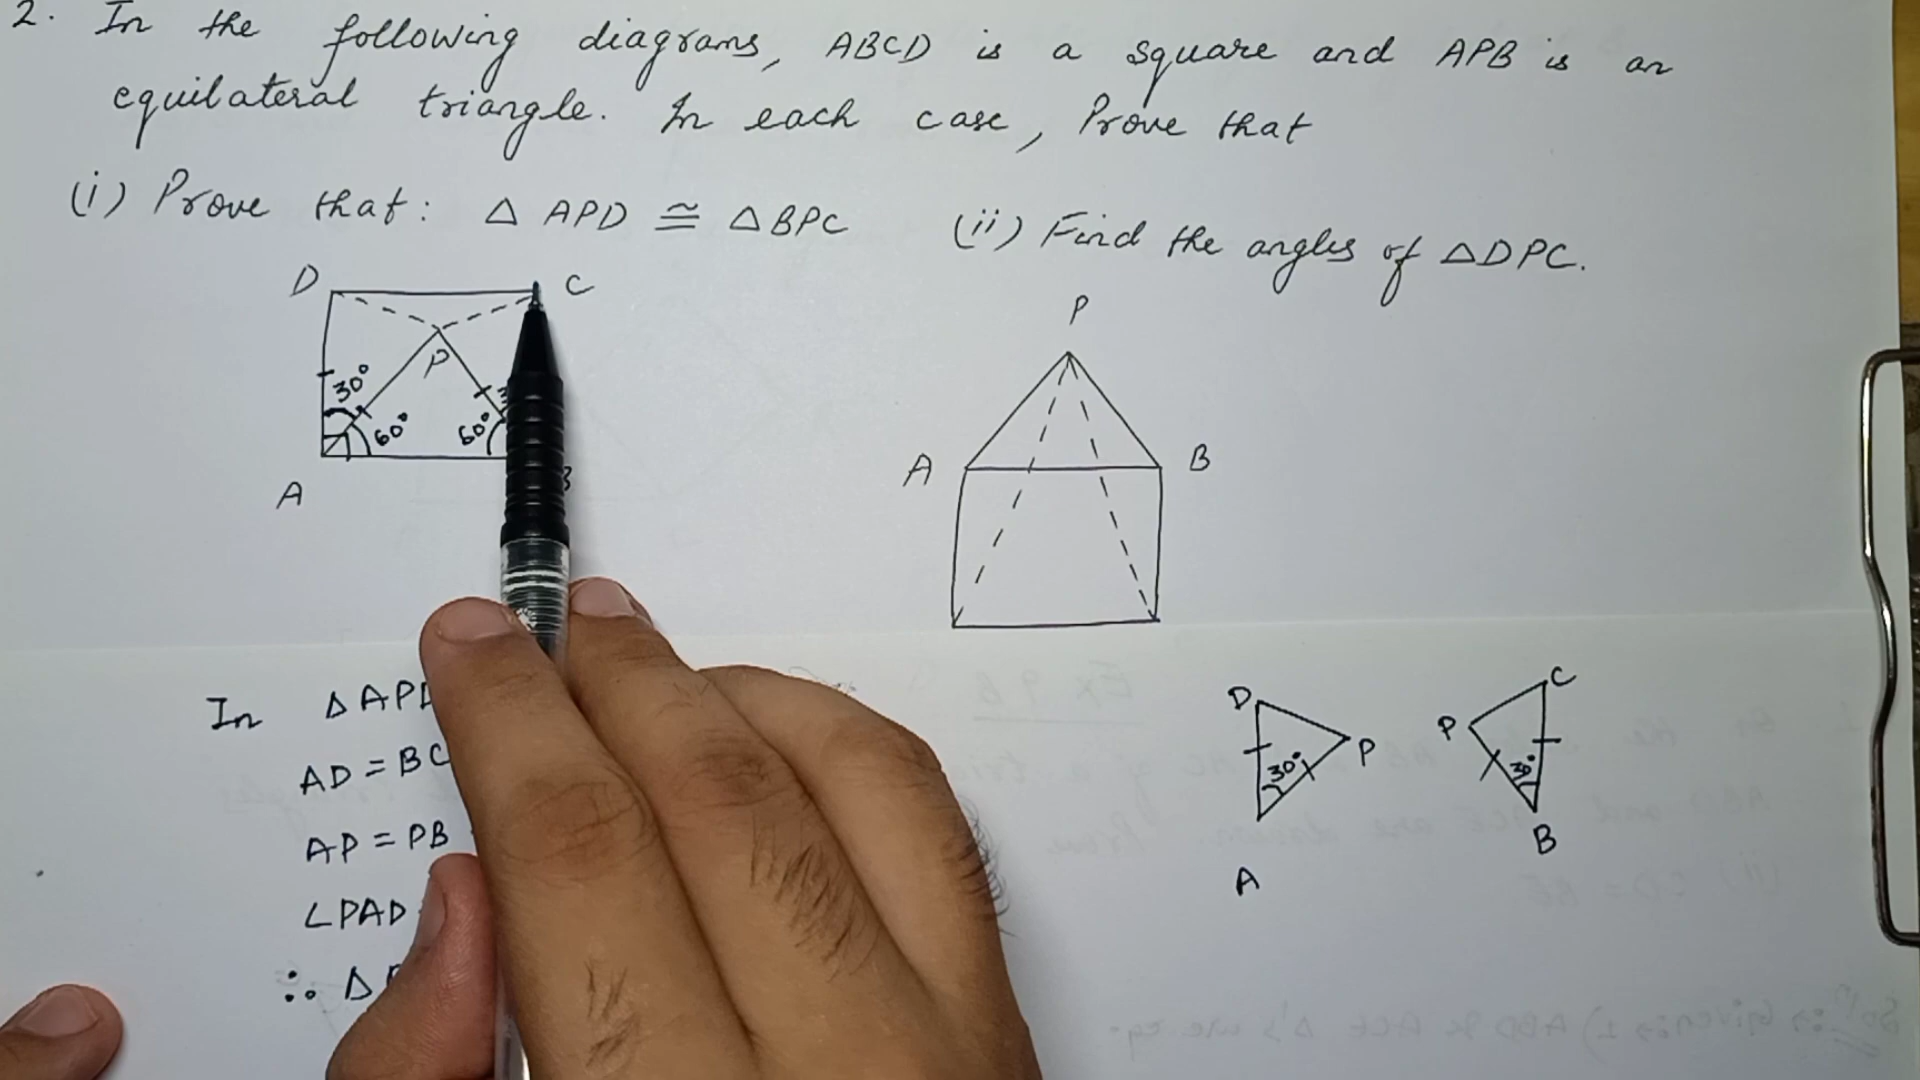 2. In the following diagrams, ABCD is a square and APB is an
equilateral triangle. In each case, Prove that
(i) Prove that: △ APD ≅ △BPC
(ii) Find the angles of △DPC.
D C
P
30°
60° 60°
A
P
A B
In △ APD
AD = BC
AP = PB
∠PAD
∴ △
D P
30°
A
C
P
30°
B